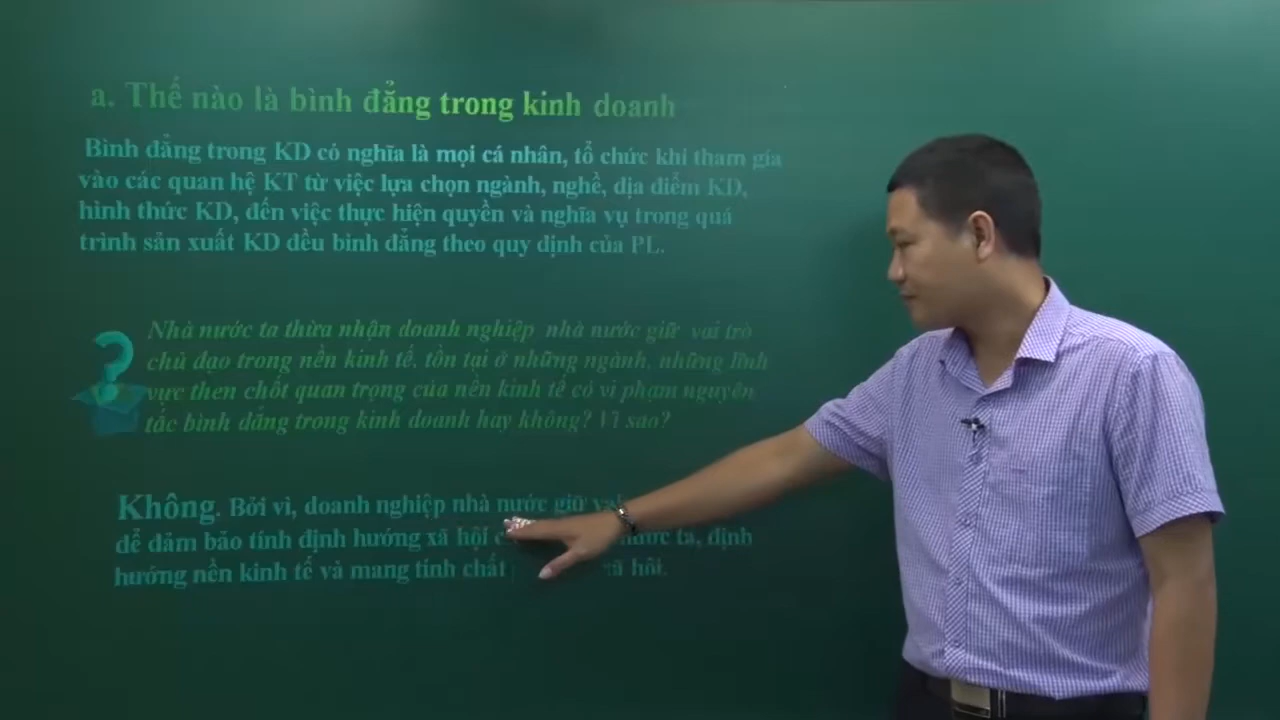 a. Thế nào là bình đẳng trong kinh doanh
Bình đẳng trong KD có nghĩa là mọi cá nhân, tổ chức khi tham gia
vào các quan hệ KT từ việc lựa chọn ngành, nghề, địa điểm KD,
hình thức KD, đến việc thực hiện quyền và nghĩa vụ trong quá
trình sản xuất KD đều bình đẳng theo quy định của PL.
?
Nhà nước ta thừa nhận doanh nghiệp nhà nước giữ vai trò
chủ đạo trong nền kinh tế, tồn tại ở những ngành, những lĩnh
vực then chốt quan trọng của nền kinh tế có vi phạm nguyên
tắc bình đẳng trong kinh doanh hay không? Vì sao?
Không. Bởi vì, doanh nghiệp nhà nước giữ
để đảm bảo tính định hướng xã hội nước ta, định
hướng nền kinh tế và mang tính chất xã hội.